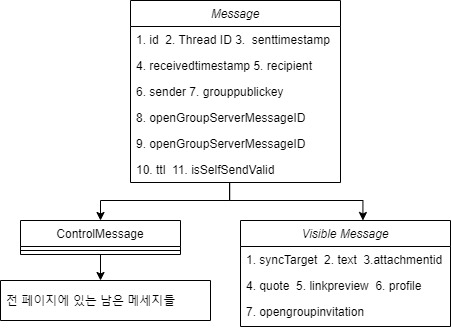 Message
1. id 2. Thread ID 3. senttimestamp
4. receivedtimestamp 5. recipient
6. sender 7. grouppublickey
8. openGroupServerMessageID
9. openGroupServerMessageID
10. ttl 11. isSelfSendValid
ControlMessage
전 페이지에 있는 남은 메세지들
Visible Message
1. syncTarget 2. text 3.attachmentid
4. quote 5. linkpreview 6. profile
7. opengroupinvitation